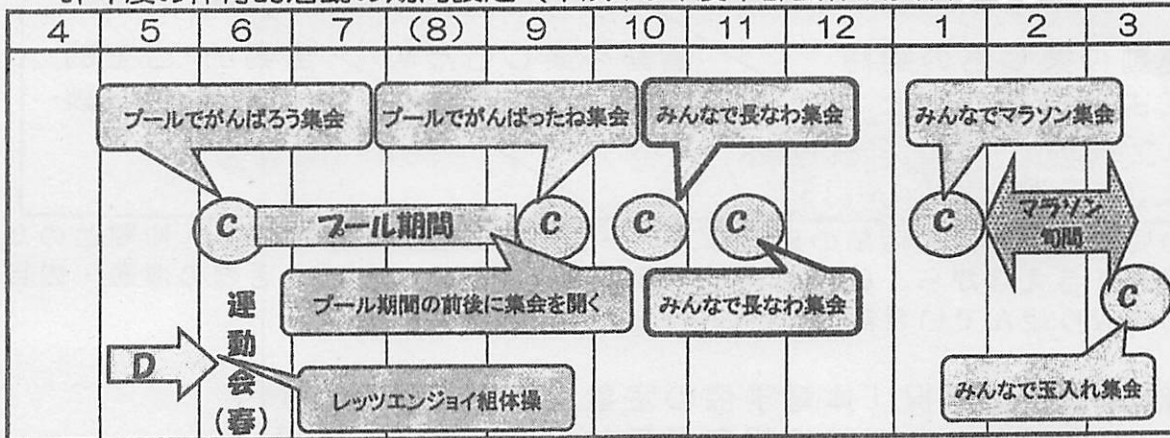 4 5 6 7 (8) 9 10 11 12 1 2 3
プールでがんばろう集会
プールでがんばったね集会
みんなで長なわ集会
みんなでマラソン集会
C
プール期間
C
C
C
C
マラソン
旬間
C
プール期間の前後に集会を開く
みんなで長なわ集会
D
運動会(春)
レッツエンジョイ組体操
みんなで玉入れ集会